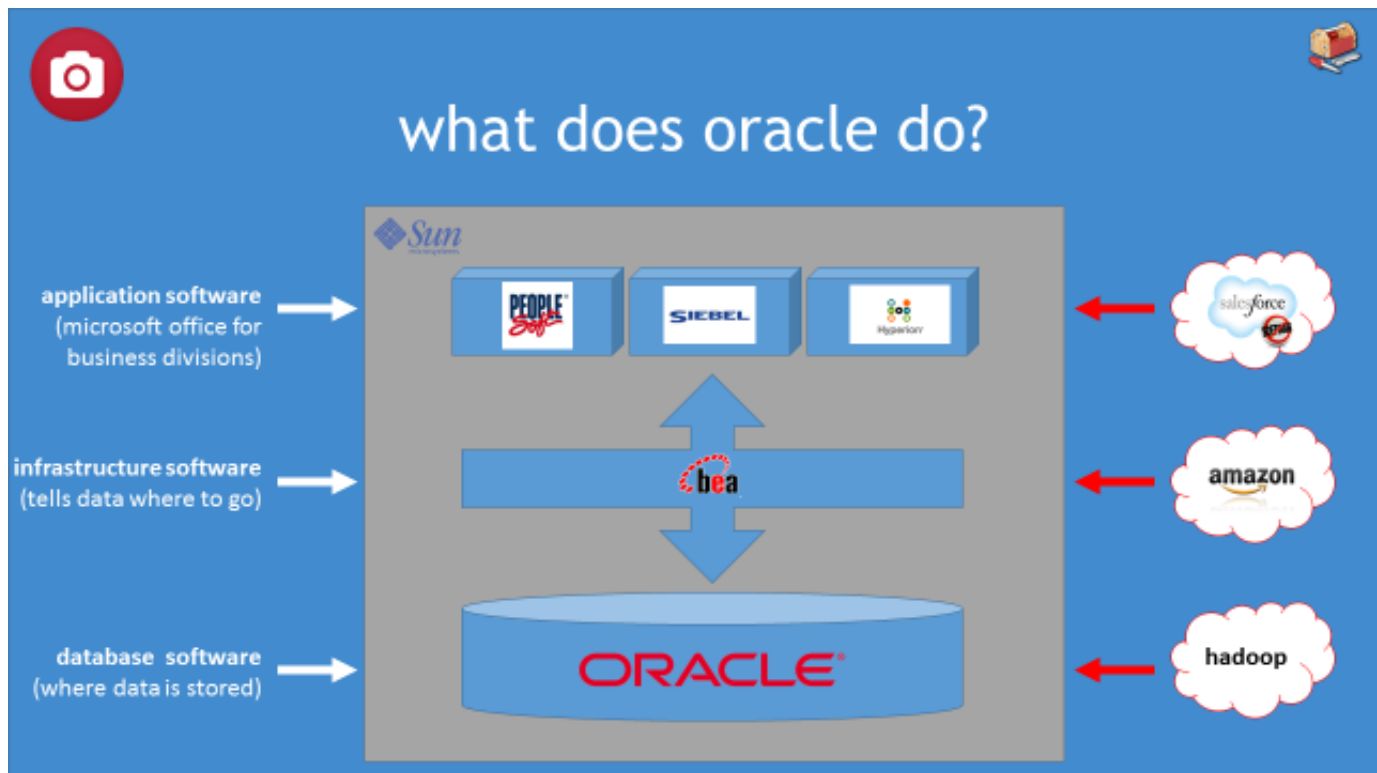 what does oracle do?
Sun
microsystems
application software
(microsoft office for
business divisions)
PEOPLE
Soft
SIEBEL
Hyperion
salesforce
infrastructure software
(tells data where to go)
bea
amazon
database software
(where data is stored)
ORACLE®
hadoop